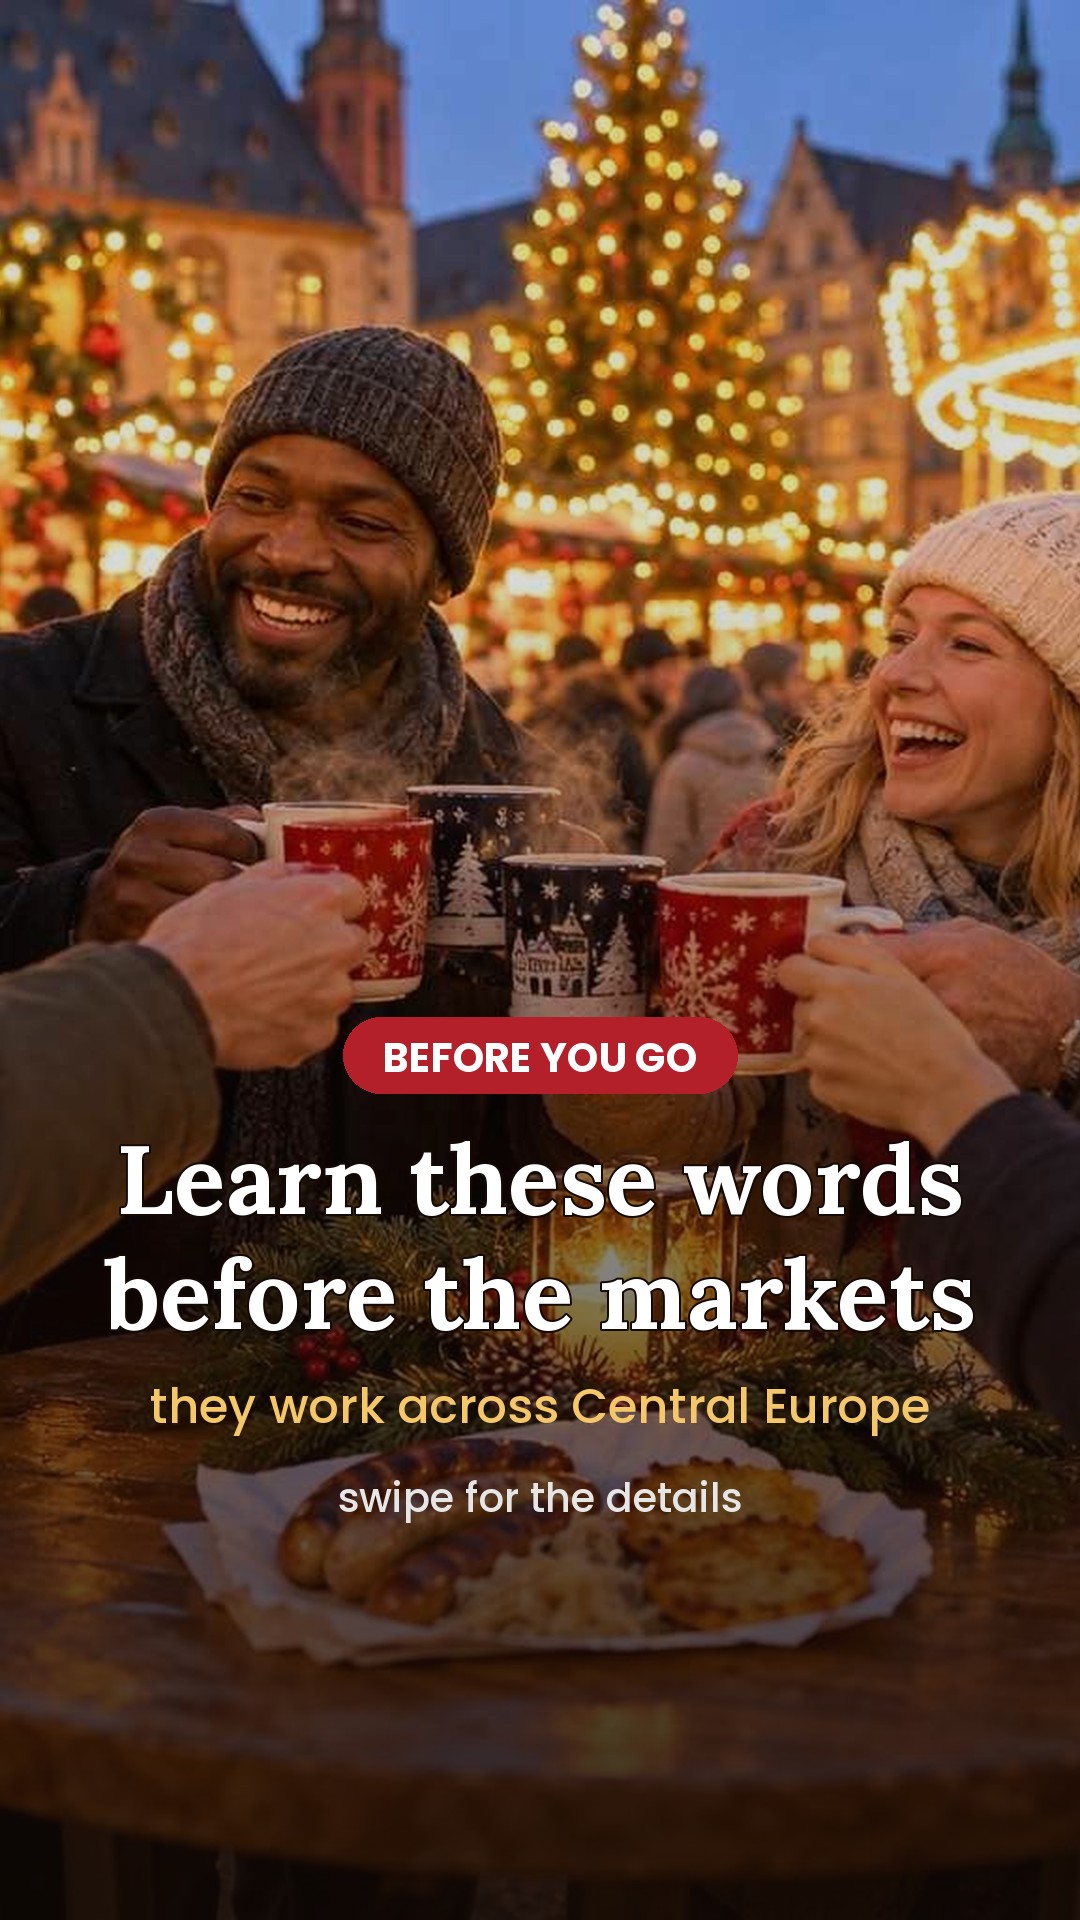 BEFORE YOU GO
Learn these words
before the markets
they work across Central Europe
swipe for the details